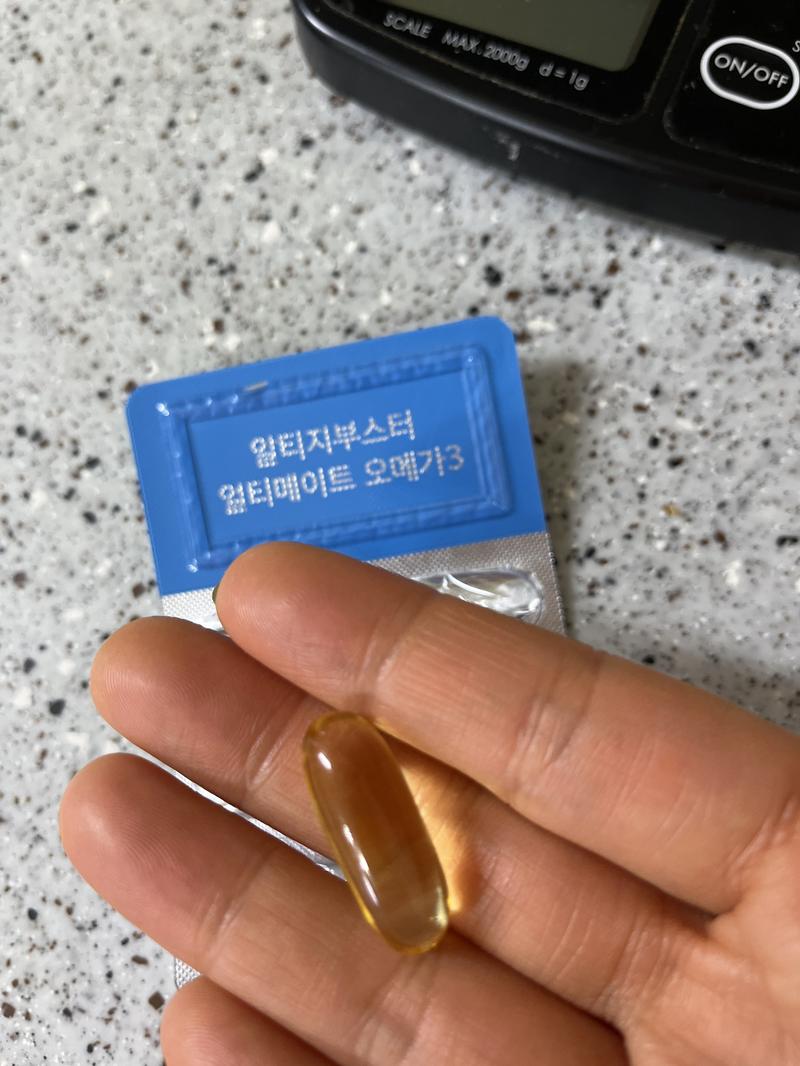 SCALE MAX.2000g d=1g
ON/OFF
알티지부스터
얼티메이트 오메가3